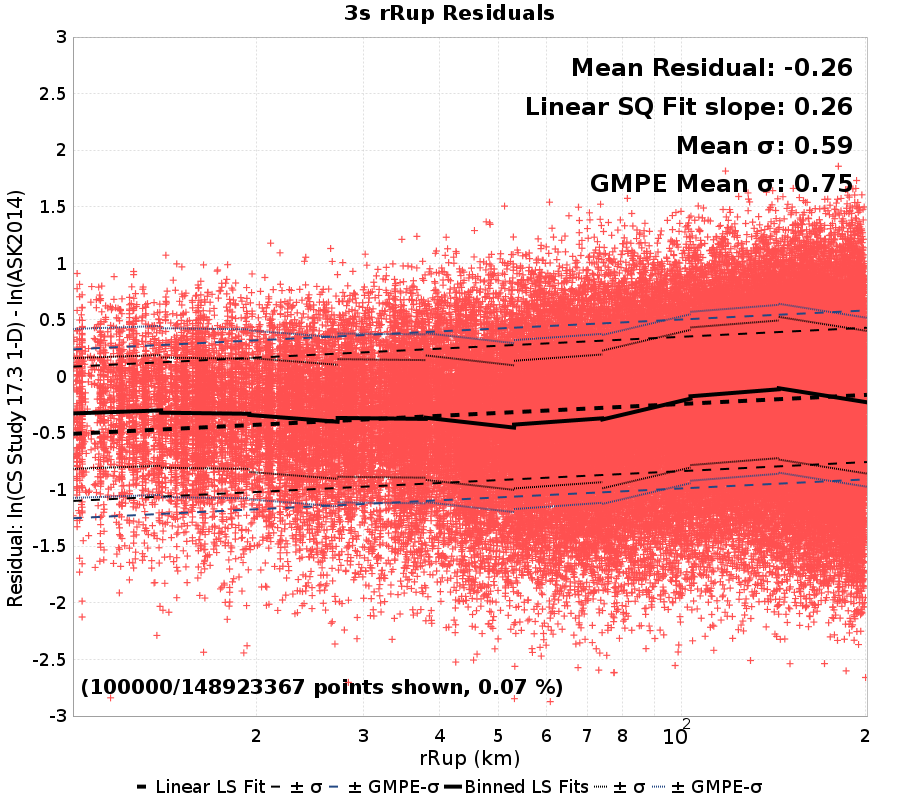 3s rRup Residuals
Mean Residual: -0.26
Linear SQ Fit slope: 0.26
Mean σ: 0.59
GMPE Mean σ: 0.75
Residual: ln(CS Study 17.3 1-D) - ln(ASK2014)
3
2.5
2
1.5
1
0.5
0
-0.5
-1
-1.5
-2
-2.5
-3
(100000/148923367 points shown, 0.07 %)
2 3 4 5 6 7 8 10² 2
rRup (km)
Linear LS Fit ± σ ± GMPE-σ Binned LS Fits ± σ ± GMPE-σ